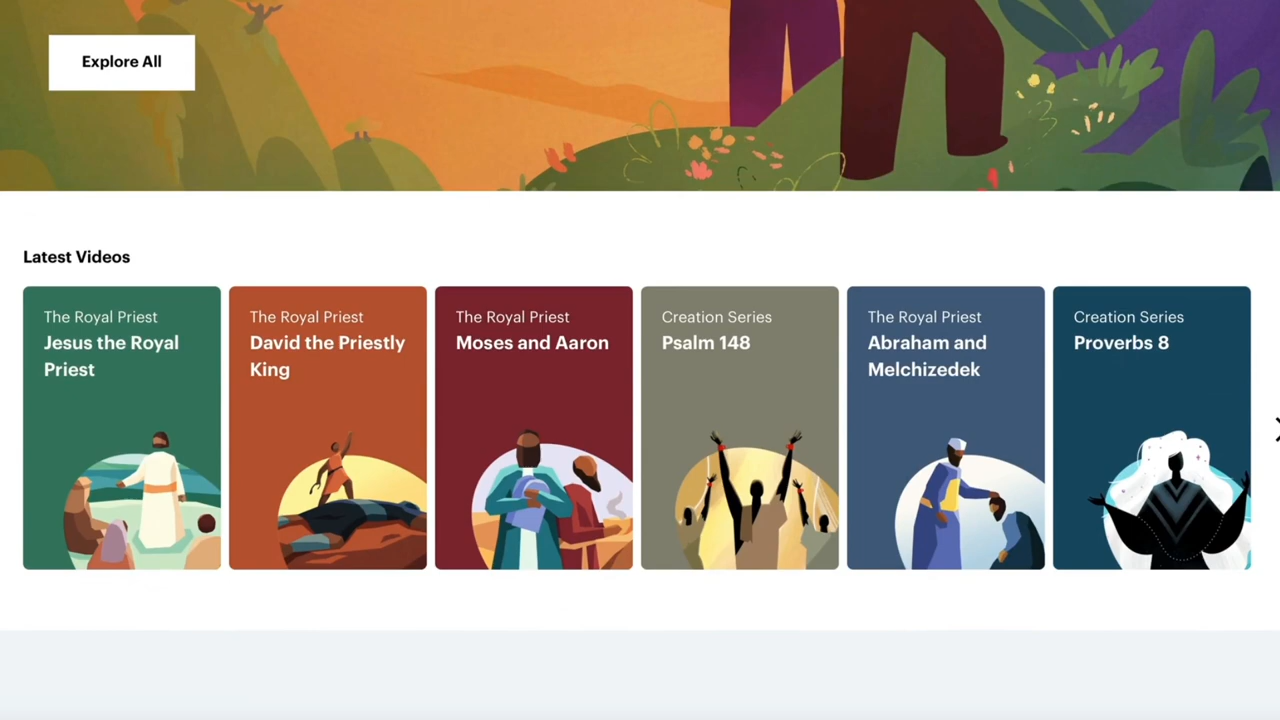 Explore All
Latest Videos
The Royal Priest
Jesus the Royal
Priest
The Royal Priest
David the Priestly
King
The Royal Priest
Moses and Aaron
Creation Series
Psalm 148
The Royal Priest
Abraham and
Melchizedek
Creation Series
Proverbs 8